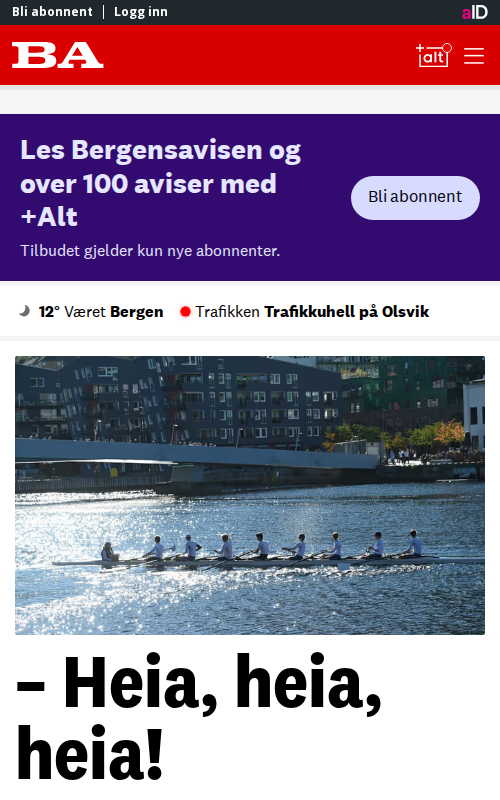 Bli abonnent | Logg inn
aID
BA
+alt
Les Bergensavisen og
over 100 aviser med
+Alt
Tilbudet gjelder kun nye abonnenter.
Bli abonnent
12° Været Bergen
Trafikken Trafikkuhell på Olsvik
– Heia, heia,
heia!